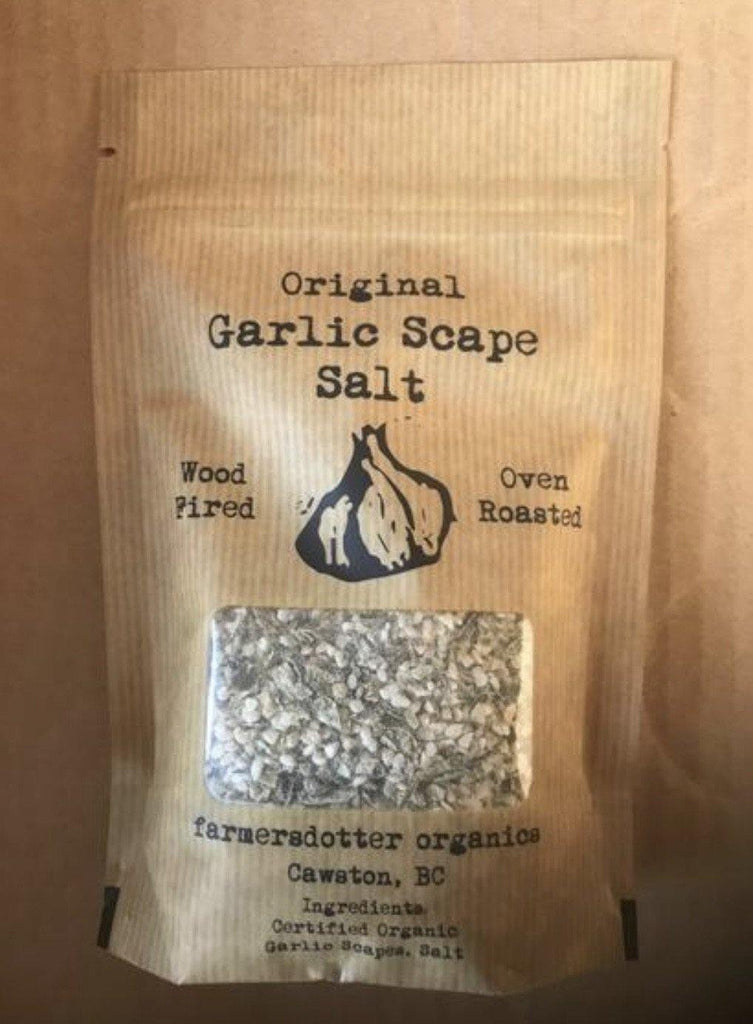 Original
Garlic Scape
Salt
Wood
Fired
Oven
Roasted
farmersdotter organics
Cawston, BC
Ingredients
Certified Organic
Garlic Scapes, Salt